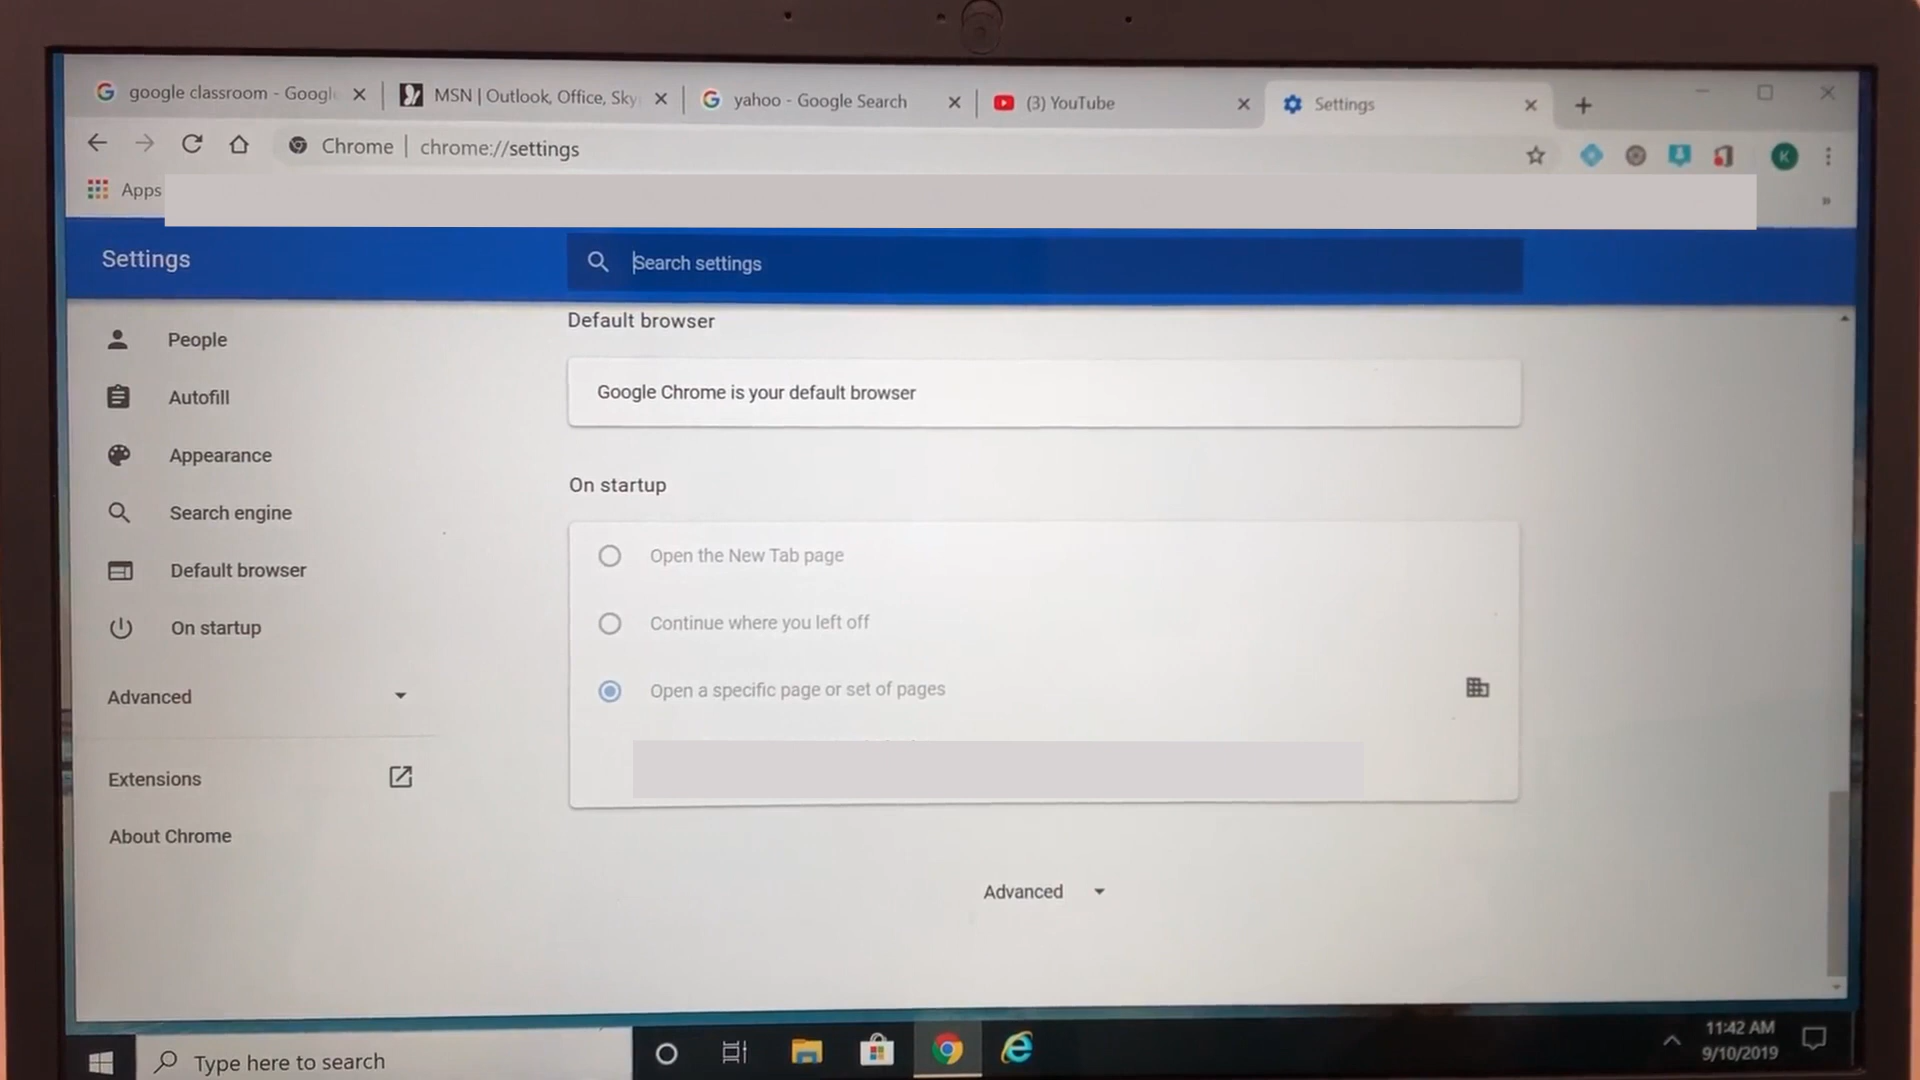 google classroom - Googl
MSN | Outlook, Office, Sky
yahoo - Google Search
(3) YouTube
Settings
Chrome | chrome://settings
K
Apps
»
Settings
Search settings
People
Autofill
Appearance
Search engine
Default browser
On startup
Advanced
Extensions
About Chrome
Default browser
Google Chrome is your default browser
On startup
Open the New Tab page
Continue where you left off
Open a specific page or set of pages
Advanced
Type here to search
11:42 AM
9/10/2019